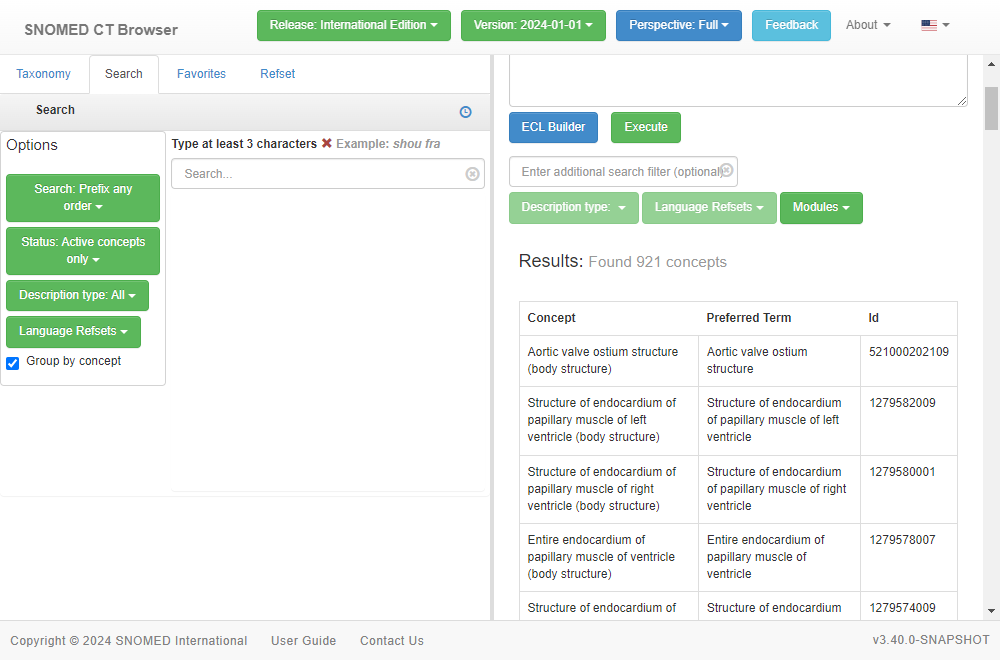 SNOMED CT Browser
Release: International Edition
Version: 2024-01-01
Perspective: Full
Feedback
About
Taxonomy
Search
Favorites
Refset
Search
Options
Search: Prefix any
order
Status: Active concepts
only
Description type: All
Language Refsets
Group by concept
Type at least 3 characters ✖ Example: shou fra
Search...
ECL Builder
Execute
Enter additional search filter (optional)
Description type:
Language Refsets
Modules
Results: Found 921 concepts
Concept
Preferred Term
Id
Aortic valve ostium structure
(body structure)
Aortic valve ostium
structure
521000202109
Structure of endocardium of
papillary muscle of left
ventricle (body structure)
Structure of endocardium
of papillary muscle of left
ventricle
1279582009
Structure of endocardium of
papillary muscle of right
ventricle (body structure)
Structure of endocardium
of papillary muscle of right
ventricle
1279580001
Entire endocardium of
papillary muscle of ventricle
(body structure)
Entire endocardium of
papillary muscle of
ventricle
1279578007
Structure of endocardium of
Structure of endocardium
1279574009
Copyright © 2024 SNOMED International
User Guide
Contact Us
v3.40.0-SNAPSHOT